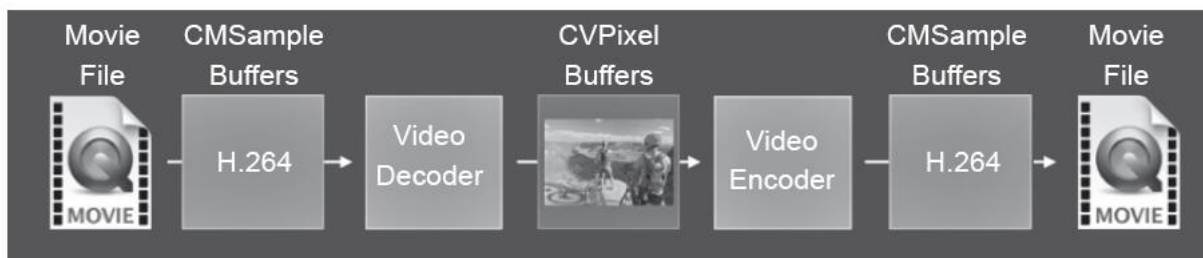 Movie
File
CMSample
Buffers
CVPixel
Buffers
CMSample
Buffers
Movie
File
MOVIE
H.264
Video
Decoder
Video
Encoder
H.264
MOVIE